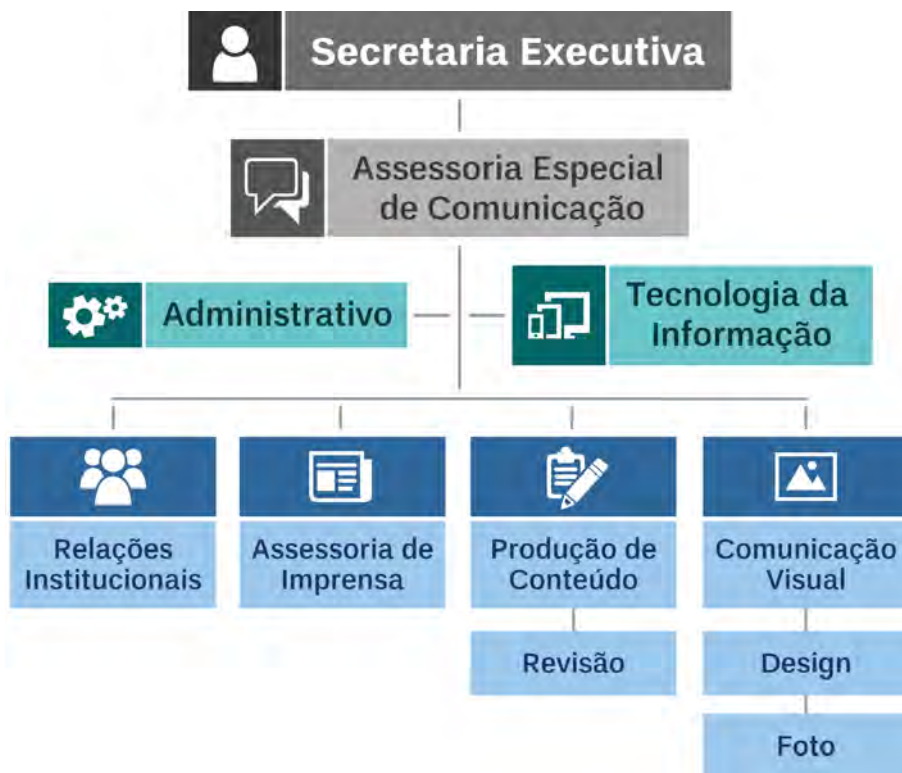 Secretaria Executiva
Assessoria Especial
de Comunicação
Administrativo
Tecnologia da
Informação
Relações
Institucionais
Assessoria de
Imprensa
Produção de
Conteúdo
Comunicação
Visual
Revisão
Design
Foto